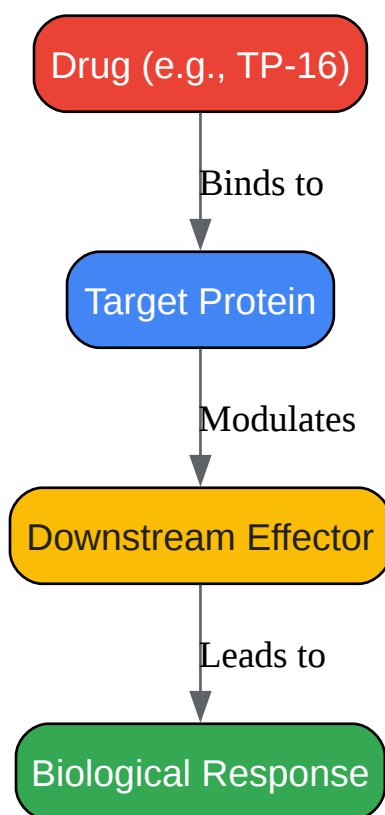 Drug (e.g., TP-16)
Binds to
Target Protein
Modulates
Downstream Effector
Leads to
Biological Response